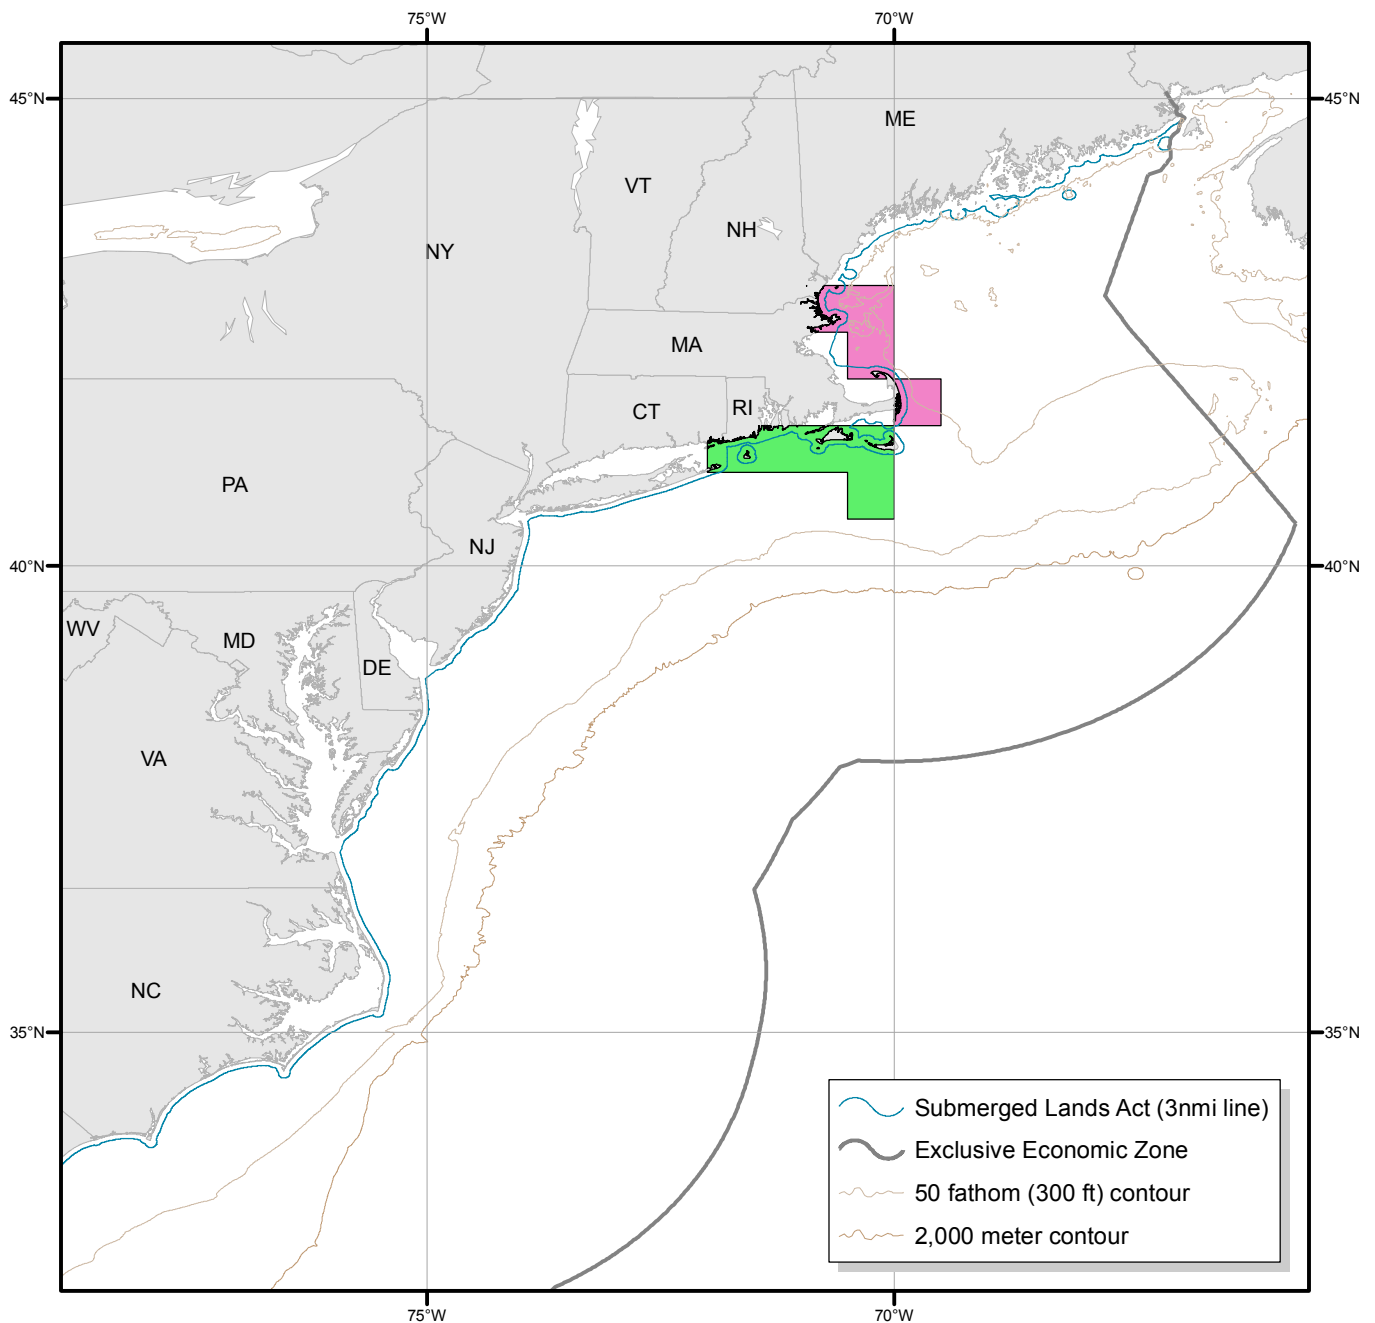 75°W
70°W
45°N
45°N
ME
VT
NH
NY
MA
CT
RI
PA
NJ
40°N
40°N
WV
MD
DE
VA
NC
35°N
35°N
Submerged Lands Act (3nmi line)
Exclusive Economic Zone
50 fathom (300 ft) contour
2,000 meter contour
75°W
70°W